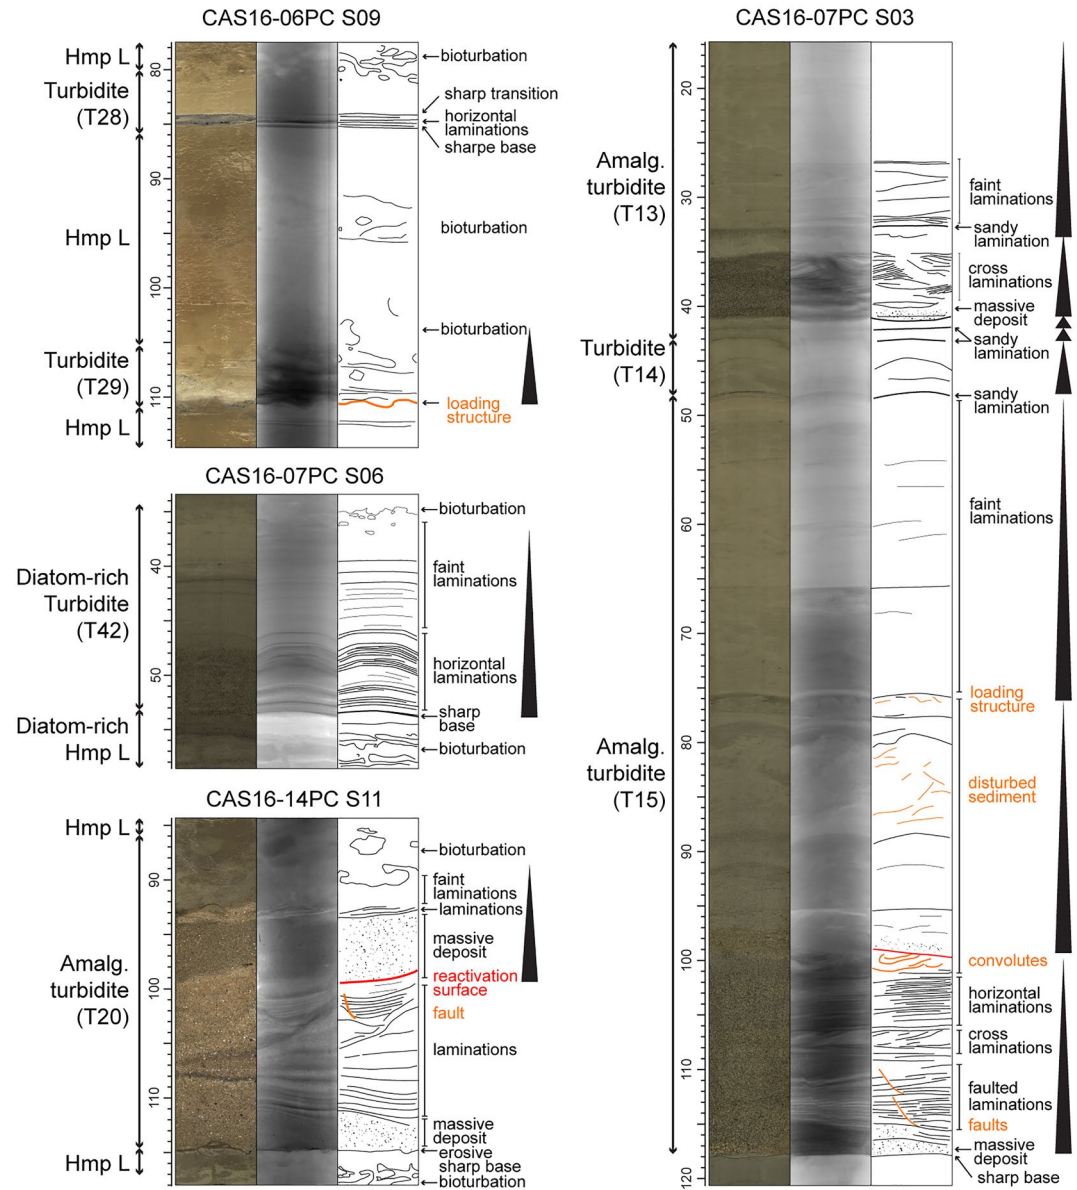 CAS16-06PC S09
Hmp L
80
Turbidite
(T28)
90
Hmp L
100
Turbidite
(T29)
110
Hmp L
bioturbation
sharp transition
horizontal
laminations
sharpe base
bioturbation
bioturbation
loading
structure
CAS16-07PC S06
Diatom-rich
Turbidite
(T42)
40
50
Diatom-rich
Hmp L
bioturbation
faint
laminations
horizontal
laminations
sharp
base
bioturbation
CAS16-14PC S11
Hmp L
90
Amalg.
turbidite
(T20)
100
110
Hmp L
bioturbation
faint
laminations
laminations
massive
deposit
reactivation
surface
fault
laminations
massive
deposit
erosive
sharp base
bioturbation
CAS16-07PC S03
Amalg.
turbidite
(T13)
Turbidite
(T14)
Amalg.
turbidite
(T15)
20
30
40
50
60
70
80
90
100
110
120
faint
laminations
sandy
lamination
cross
laminations
massive
deposit
sandy
lamination
sandy
lamination
faint
laminations
loading
structure
disturbed
sediment
convolutes
horizontal
laminations
cross
laminations
faulted
laminations
faults
massive
deposit
sharp base